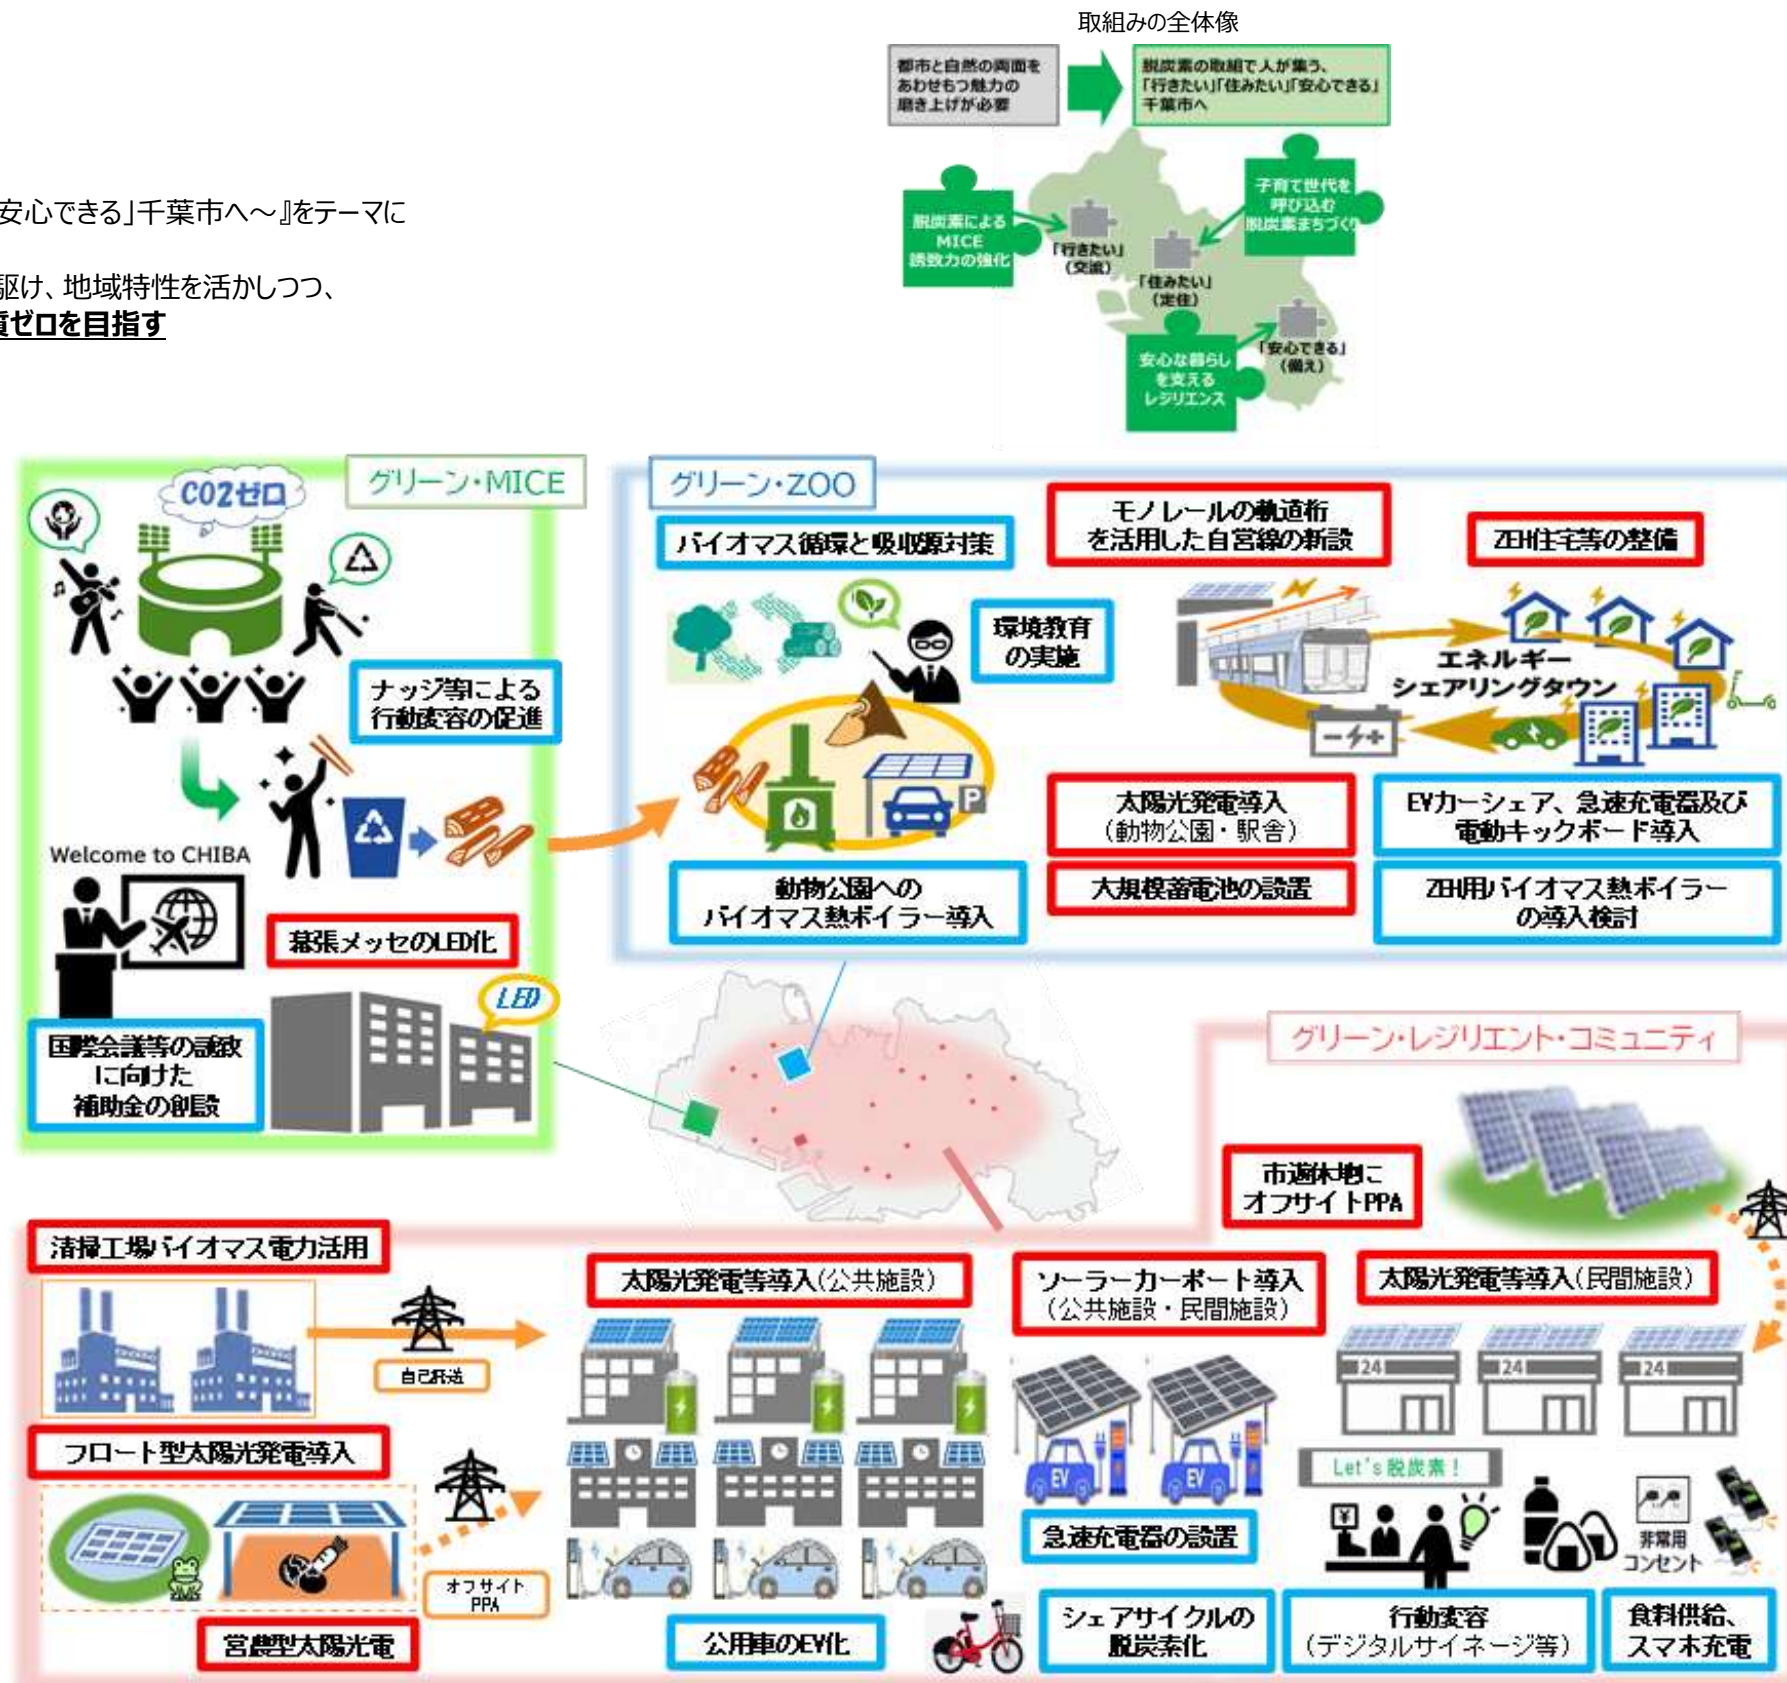 取組みの全体像
都市と自然の両面を
あわせもつ魅力の
磨き上げが必要
脱炭素の取組で人が集う、
「行きたい」「住みたい」「安心できる」
千葉市へ
安心できる」千葉市へ～』をテーマに
駆け、地域特性を活かしつつ、
質ゼロを目指す
脱炭素による
MICE
誘致力の強化
「行きたい」
(交流)
子育て世代を
呼び込む
脱炭素まちづくり
「住みたい」
(定住)
安心な暮らし
を支える
レジリエンス
「安心できる」
(備え)
グリーン・MICE
CO2ゼロ
ナッジ等による
行動変容の促進
Welcome to CHIBA
幕張メッセのLED化
LED
国際会議等の誘致
に向けた
補助金の創設
グリーン・ZOO
バイオマス循環と吸収源対策
環境教育
の実施
モノレールの軌道桁
を活用した自営線の新設
ZEH住宅等の整備
エネルギー
シェアリングタウン
P
動物公園への
バイオマス熱ボイラー導入
太陽光発電導入
(動物公園・駅舎)
大規模蓄電池の設置
EVカーシェア、急速充電器及び
電動キックボード導入
ZEH用バイオマス熱ボイラー
の導入検討
グリーン・レジリエント・コミュニティ
市遊休地に
オフサイトPPA
清掃工場バイオマス電力活用
自己托送
フロート型太陽光発電導入
オフサイト
PPA
営農型太陽光電
太陽光発電等導入(公共施設)
公用車のEV化
ソーラーカーポート導入
(公共施設・民間施設)
EV
EV
急速充電器の設置
シェアサイクルの
脱炭素化
太陽光発電等導入(民間施設)
24
24
24
Let's 脱炭素！
¥
非常用
コンセント
行動変容
(デジタルサイネージ等)
食料供給、
スマホ充電